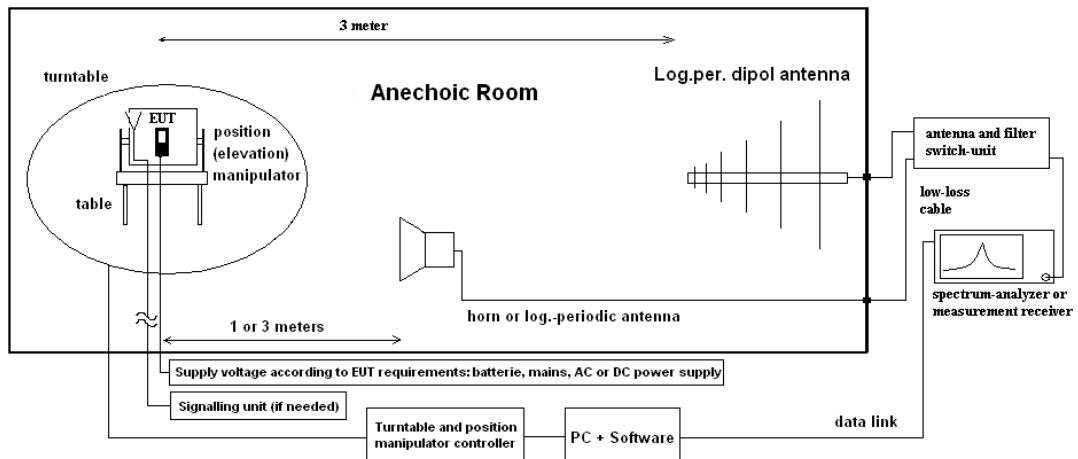 3 meter
turntable
Log.per. dipol antenna
Anechoic Room
EUT
position
(elevation)
manipulator
antenna and filter
switch-unit
table
low-loss
cable
spectrum-analyzer or
measurement receiver
horn or log.-periodic antenna
1 or 3 meters
Supply voltage according to EUT requirements: batterie, mains, AC or DC power supply
Signalling unit (if needed)
Turntable and position
manipulator controller
PC + Software
data link